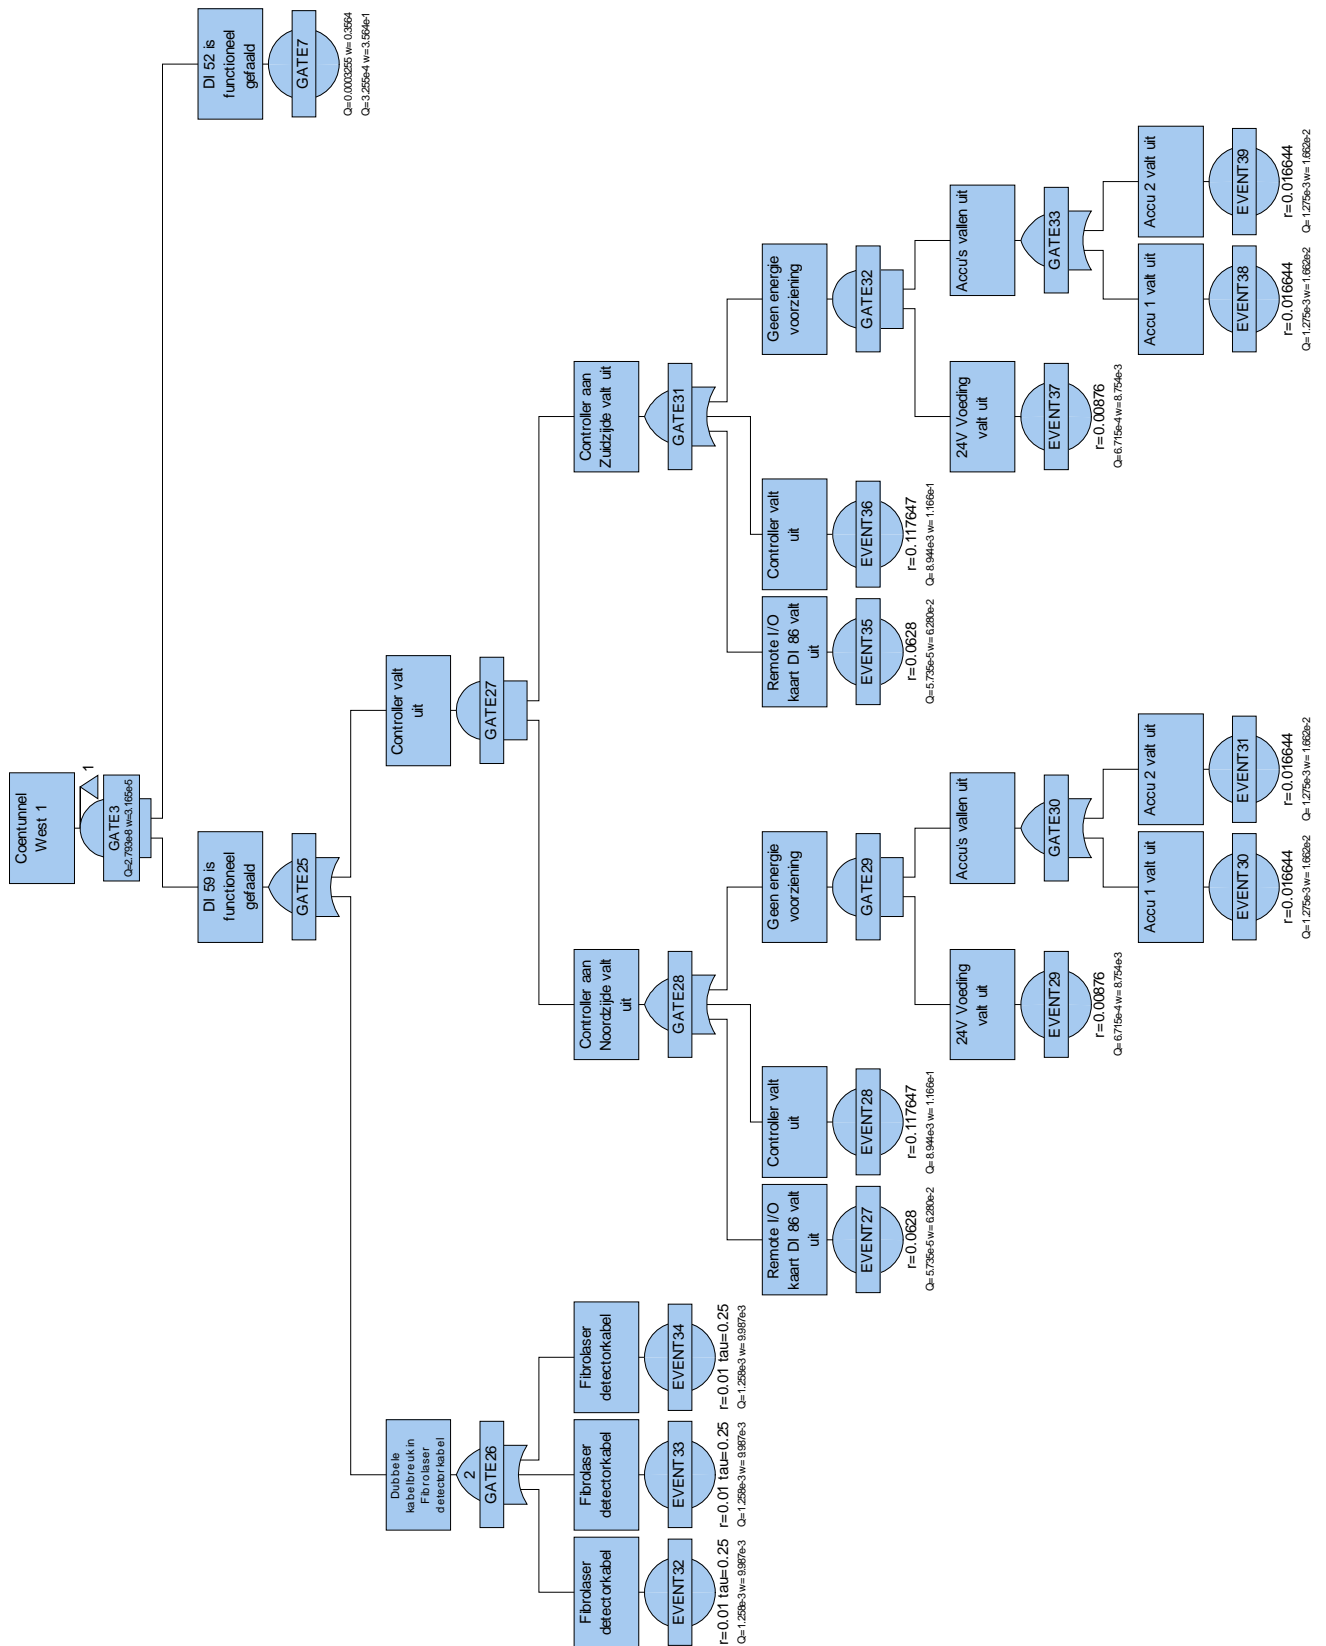 Coentunnel
West 1
1
GATE3
Q=2.793e-8 w=3.165e-5
DI 59 is
functioneel
gefaald
GATE25
DI 52 is
functioneel
gefaald
GATE7
Q=0.0003255 w=0.3564
Q=3.255e-4 w=3.564e-1
Dubbele
kabelbreuk in
Fibrolaser
detectorkabel
2
GATE26
Controller valt
uit
GATE27
Fibrolaser
detectorkabel
EVENT32
r=0.01 tau=0.25
Q=1.258e-3 w=9.987e-3
Fibrolaser
detectorkabel
EVENT33
r=0.01 tau=0.25
Q=1.258e-3 w=9.987e-3
Fibrolaser
detectorkabel
EVENT34
r=0.01 tau=0.25
Q=1.258e-3 w=9.987e-3
Controller aan
Noordzijde valt
uit
GATE28
Controller aan
Zuidzijde valt uit
GATE31
Remote I/O
kaart DI 86 valt
uit
EVENT27
r=0.0628
Q=5.735e-5 w=6.280e-2
Controller valt
uit
EVENT28
r=0.117647
Q=8.944e-3 w=1.166e-1
Geen energie
voorziening
GATE29
Remote I/O
kaart DI 86 valt
uit
EVENT35
r=0.0628
Q=5.735e-5 w=6.280e-2
Controller valt
uit
EVENT36
r=0.117647
Q=8.944e-3 w=1.166e-1
Geen energie
voorziening
GATE32
24V Voeding
valt uit
EVENT29
r=0.00876
Q=6.715e-4 w=8.754e-3
Accu's vallen uit
GATE30
24V Voeding
valt uit
EVENT37
r=0.00876
Q=6.715e-4 w=8.754e-3
Accu's vallen uit
GATE33
Accu 1 valt uit
EVENT30
r=0.016644
Q=1.275e-3 w=1.662e-2
Accu 2 valt uit
EVENT31
r=0.016644
Q=1.275e-3 w=1.662e-2
Accu 1 valt uit
EVENT38
r=0.016644
Q=1.275e-3 w=1.662e-2
Accu 2 valt uit
EVENT39
r=0.016644
Q=1.275e-3 w=1.662e-2